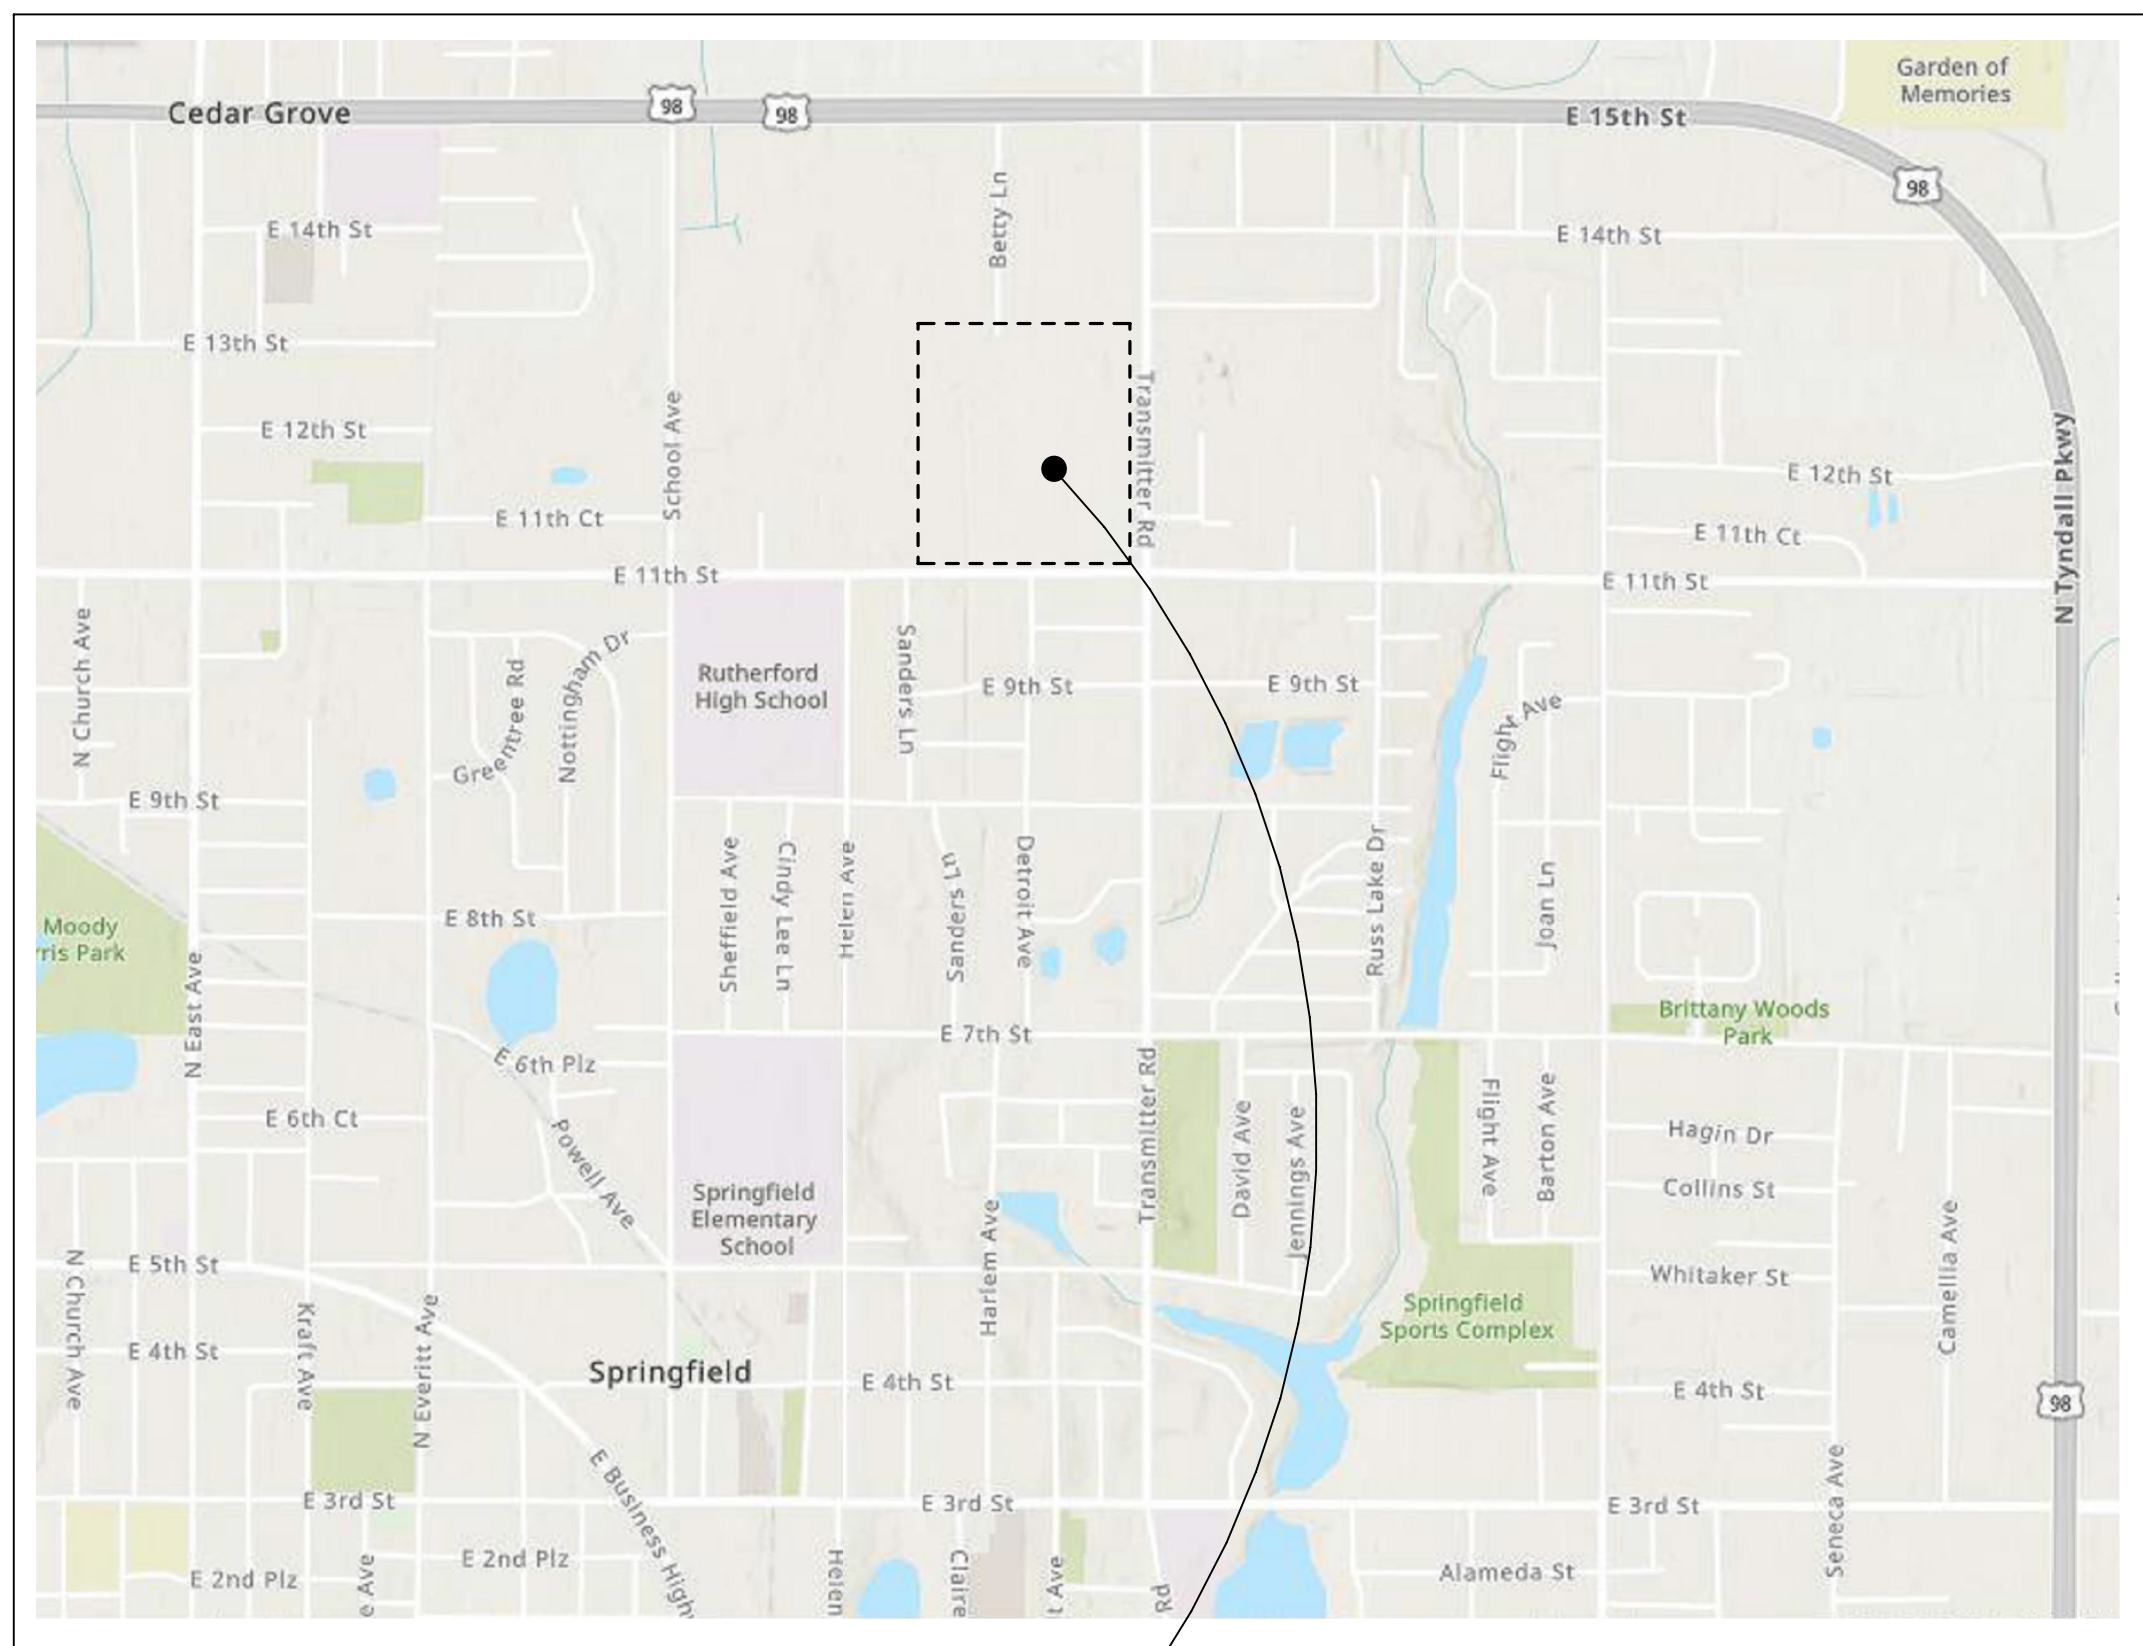 Garden of
Memories
Cedar Grove
98
98
E 15th St
98
Betty Ln
E 14th St
E 14th St
E 13th St
School Ave
Transmitter Rd
N Tyndall Pkwy
E 12th St
E 12th St
E 11th Ct
E 11th Ct
E 11th St
E 11th St
N Church Ave
Greentree Rd
Nottingham Dr
Rutherford
High School
Sanders Ln
E 9th St
E 9th St
Flight Ave
E 9th St
Sheffield Ave
Cindy Lee Ln
Helen Ave
Sanders Ln
Detroit Ave
Russ Lake Dr
Joan Ln
Moody
rris Park
E 8th St
N East Ave
Brittany Woods
Park
E 7th St
E 6th Plz
E 6th Ct
Powell Ave
Transmitter Rd
David Ave
Jennings Ave
Flight Ave
Barton Ave
Hagin Dr
Collins St
Springfield
Elementary
School
Harlem Ave
Camellia Ave
N Church Ave
E 5th St
Whitaker St
Kraft Ave
N Everitt Ave
Springfield
Sports Complex
E 4th St
Springfield
E 4th St
E 4th St
98
E Business High
E 3rd St
E 3rd St
E 3rd St
Seneca Ave
E 2nd Plz
E 2nd Plz
e Ave
Helen
Claire
t Ave
Rd
Alameda St